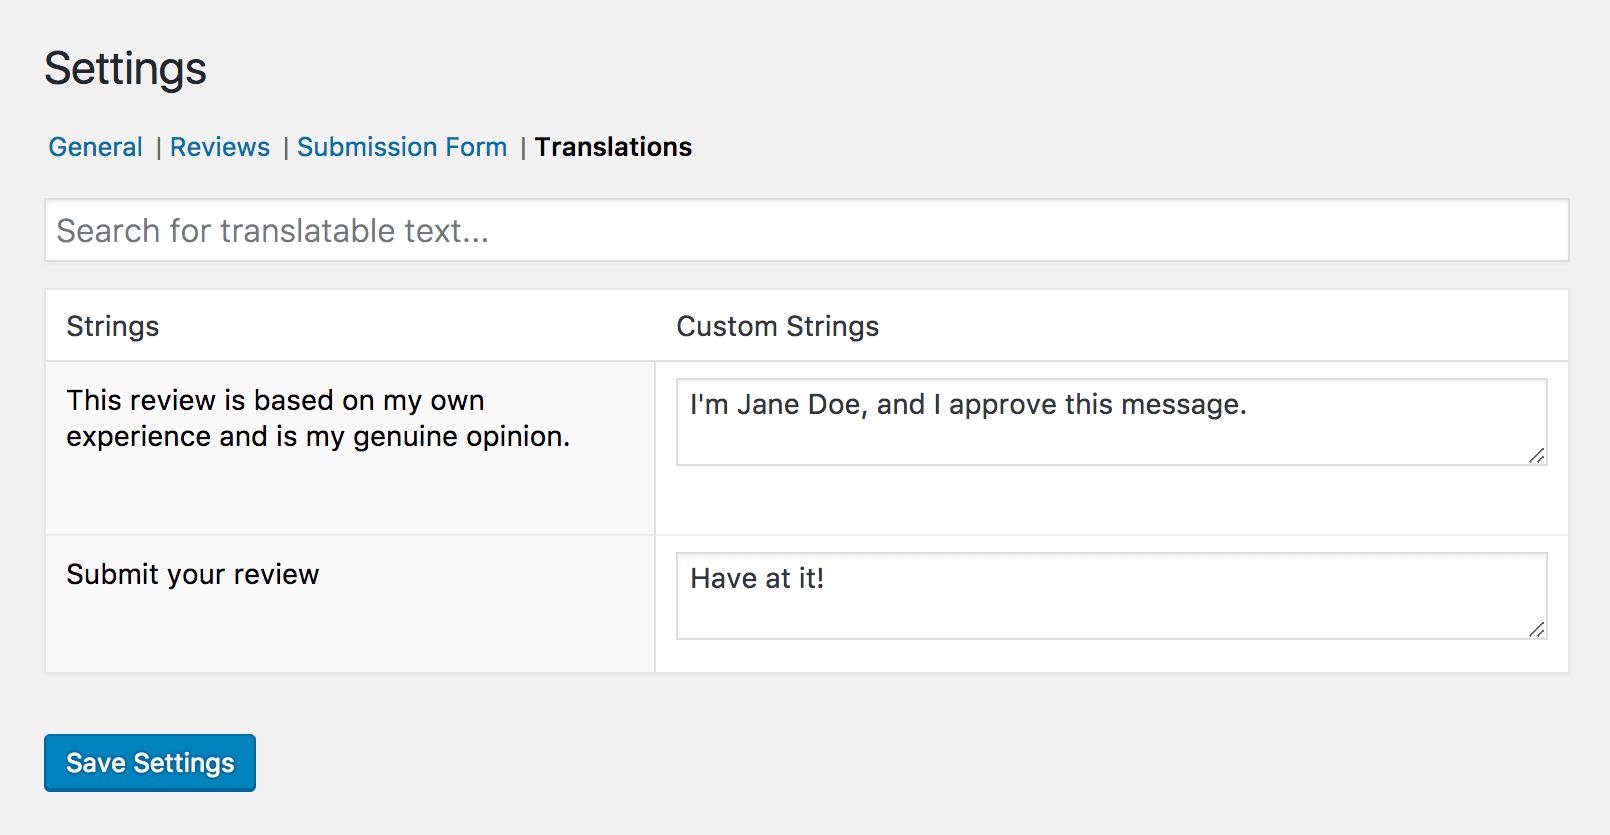 Settings
General | Reviews | Submission Form | Translations
Search for translatable text...
Strings Custom Strings
This review is based on my own
experience and is my genuine opinion.
I'm Jane Doe, and I approve this message.
Submit your review
Have at it!
Save Settings